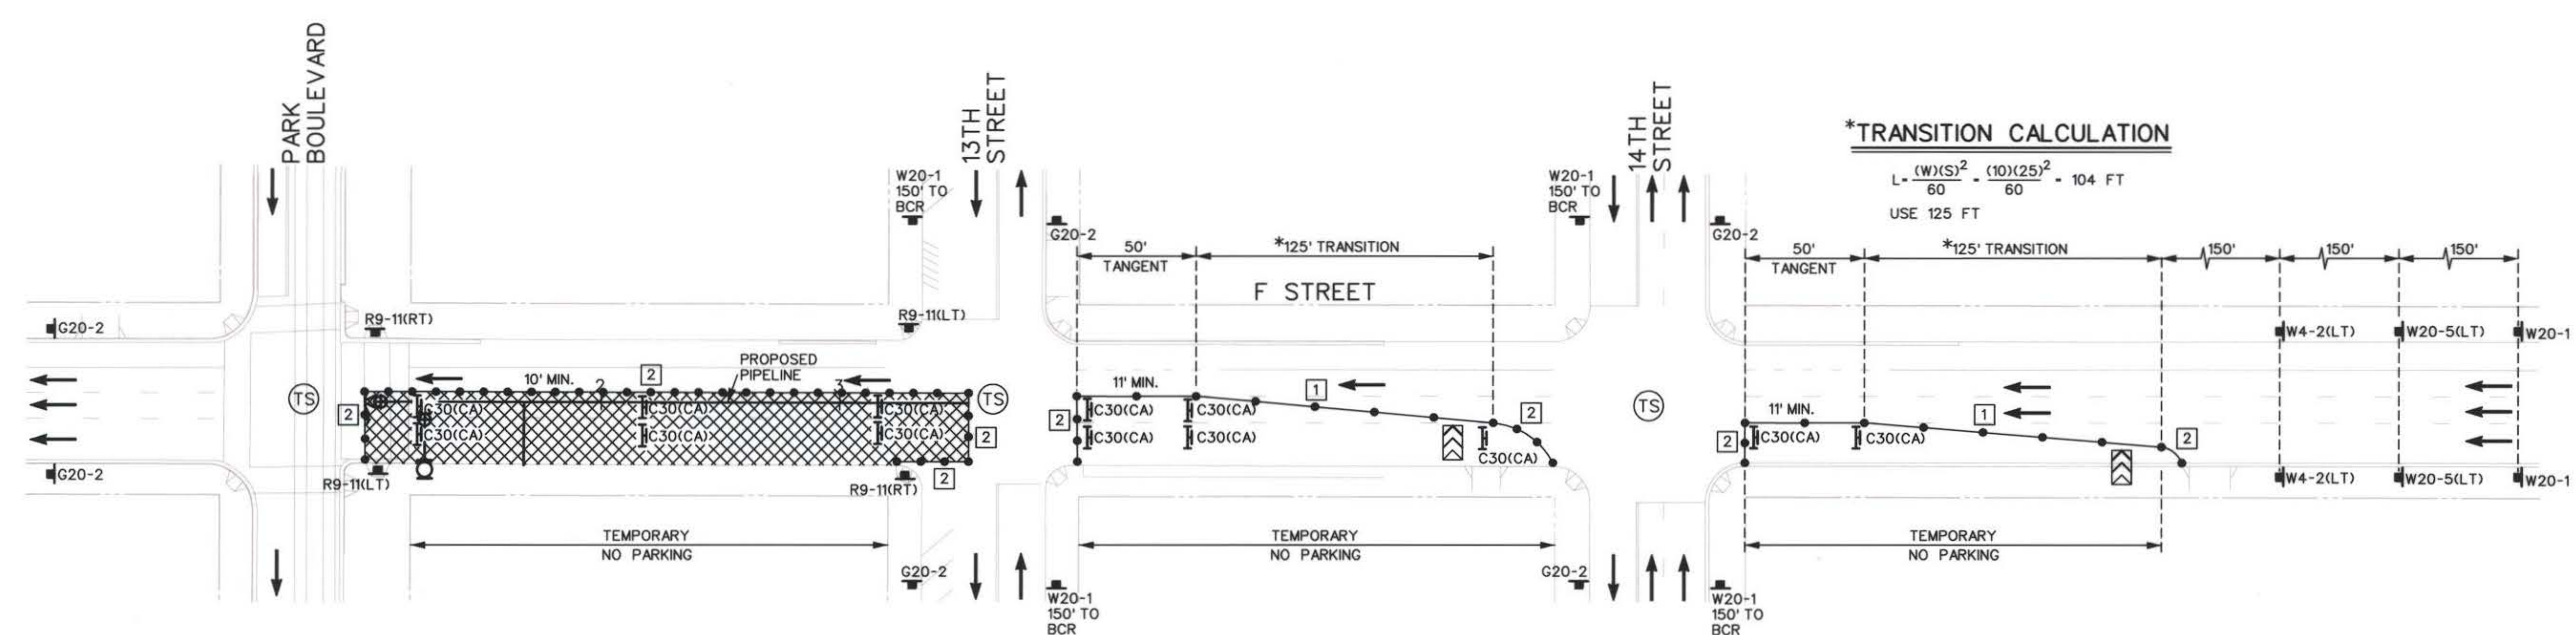 PARK
BOULEVARD
13TH
STREET
14TH
STREET
*TRANSITION CALCULATION
L-(W)(S)²/60 - (10)(25)²/60 - 104 FT
USE 125 FT
W20-1
150' TO
BCR
G20-2
W20-1
150' TO
BCR
G20-2
50'
TANGENT
*125' TRANSITION
50'
TANGENT
*125' TRANSITION
150'
150'
150'
F STREET
G20-2
R9-11(RT)
R9-11(LT)
W4-2(LT)
W20-5(LT)
W20-1
PROPOSED
PIPELINE
10' MIN.
2
2
3
TS
2
C30(CA)
C30(CA)
C30(CA)
C30(CA)
C30(CA)
C30(CA)
TS
2
2
11' MIN.
1
2
C30(CA)
C30(CA)
2
C30(CA)
C30(CA)
C30(CA)
TS
11' MIN.
1
2
C30(CA)
C30(CA)
2
G20-2
R9-11(LT)
R9-11(RT)
W4-2(LT)
W20-5(LT)
W20-1
TEMPORARY
NO PARKING
TEMPORARY
NO PARKING
TEMPORARY
NO PARKING
G20-2
W20-1
150' TO
BCR
G20-2
W20-1
150' TO
BCR